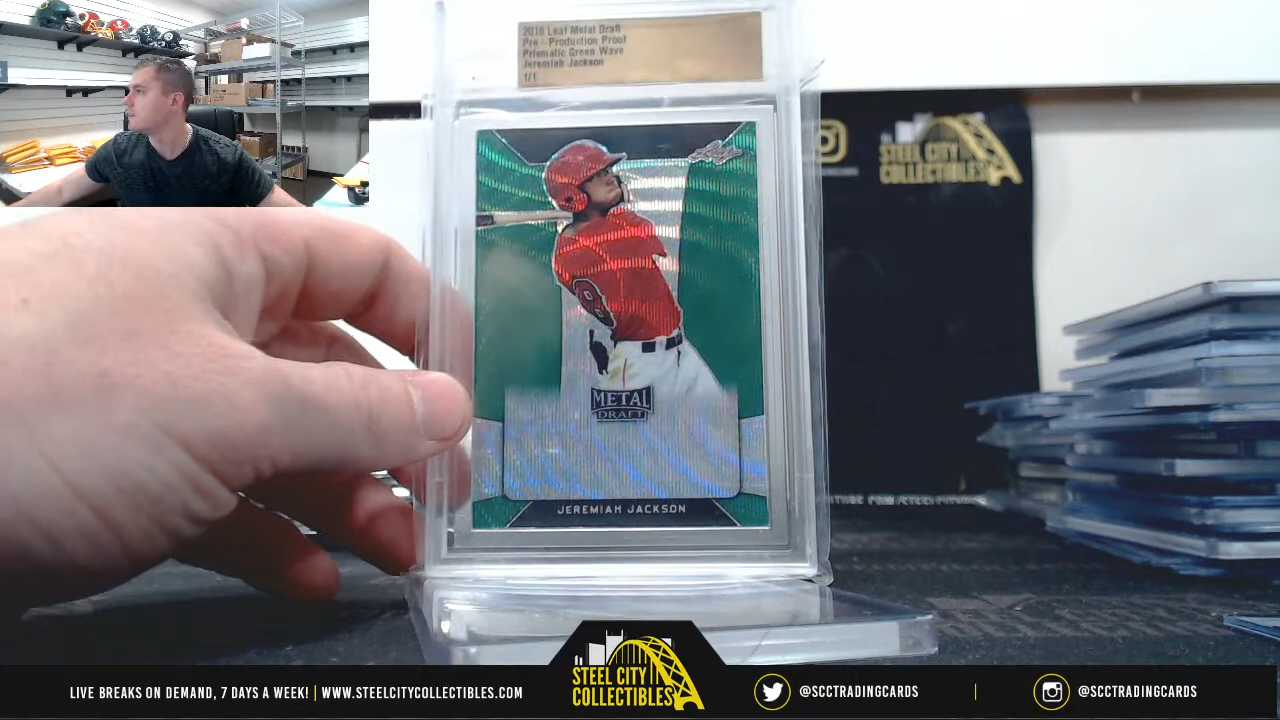 2018 Leaf Metal Draft
Pre - Production Proof
Prismatic Green Wave
Jeremiah Jackson
1/1
STEEL CITY
COLLECTIBLES
9
METAL
DRAFT
JEREMIAH JACKSON
LIVE BREAKS ON DEMAND, 7 DAYS A WEEK! | WWW.STEELCITYCOLLECTIBLES.COM
STEEL CITY
COLLECTIBLES
@SCCTRADINGCARDS | @SCCTRADINGCARDS